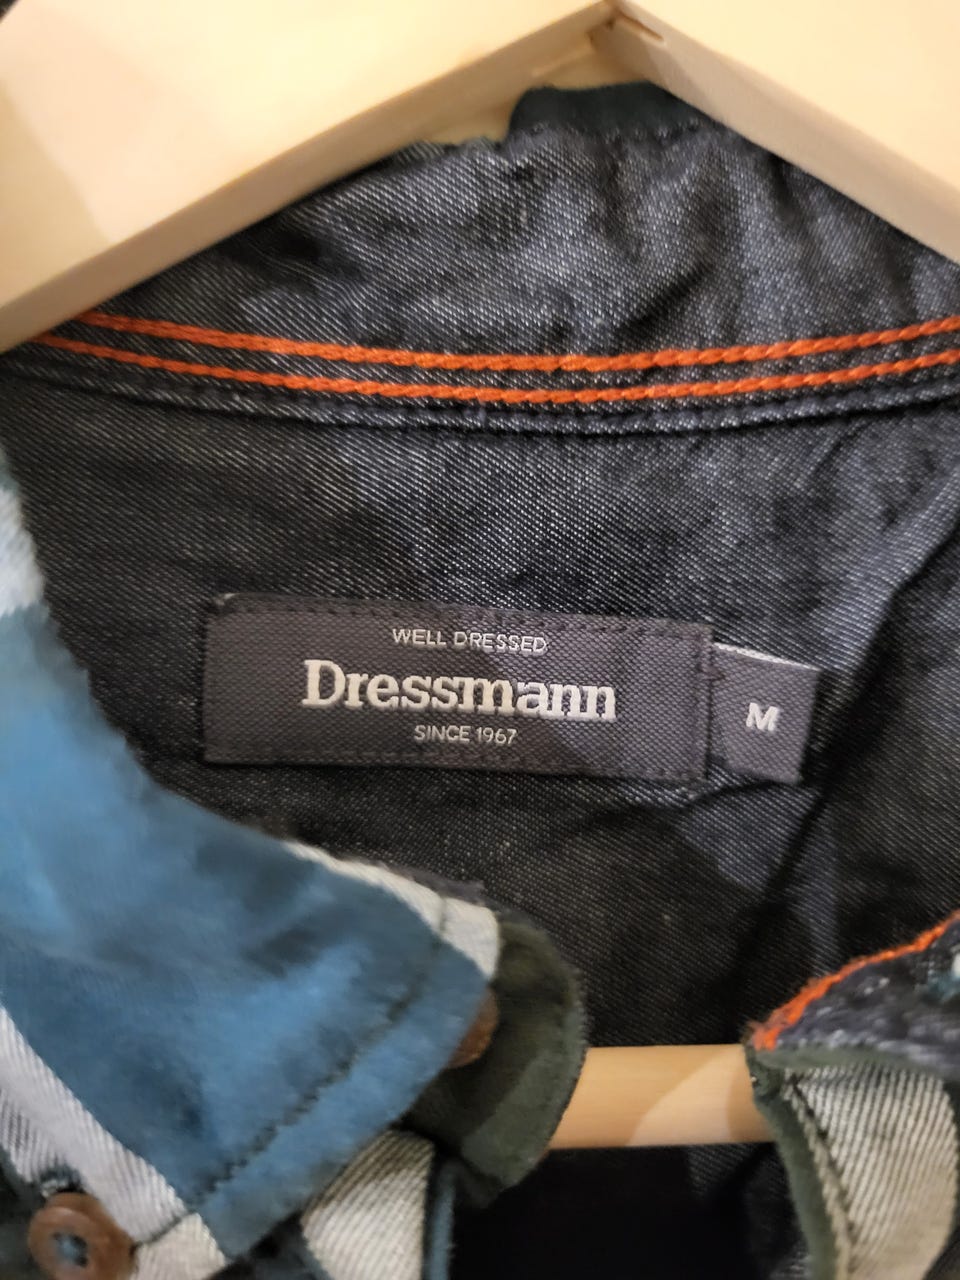 WELL DRESSED
Dressmann
SINCE 1967
M